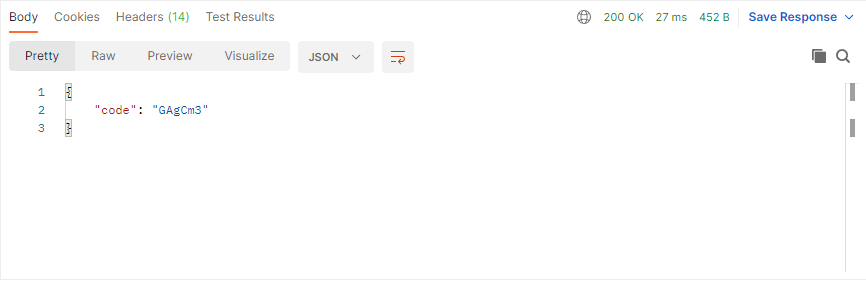 Body Cookies Headers (14) Test Results 200 OK 27 ms 452 B Save Response
Pretty Raw Preview Visualize JSON
1 {
2 "code": "GAgCm3"
3 }